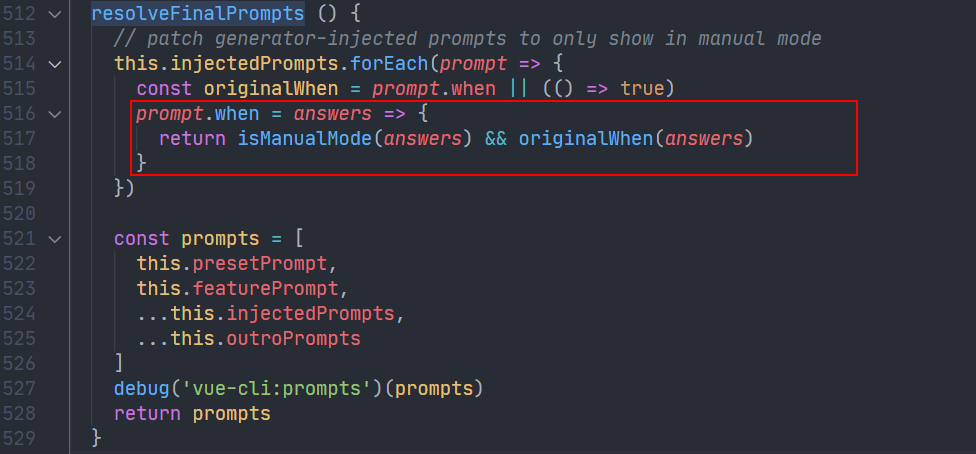 512 resolveFinalPrompts () {
513 // patch generator-injected prompts to only show in manual mode
514 this.injectedPrompts.forEach(prompt => {
515 const originalWhen = prompt.when || (() => true)
516 prompt.when = answers => {
517 return isManualMode(answers) && originalWhen(answers)
518 }
519 })
520
521 const prompts = [
522 this.presetPrompt,
523 this.featurePrompt,
524 ...this.injectedPrompts,
525 ...this.outroPrompts
526 ]
527 debug('vue-cli:prompts')(prompts)
528 return prompts
529 }